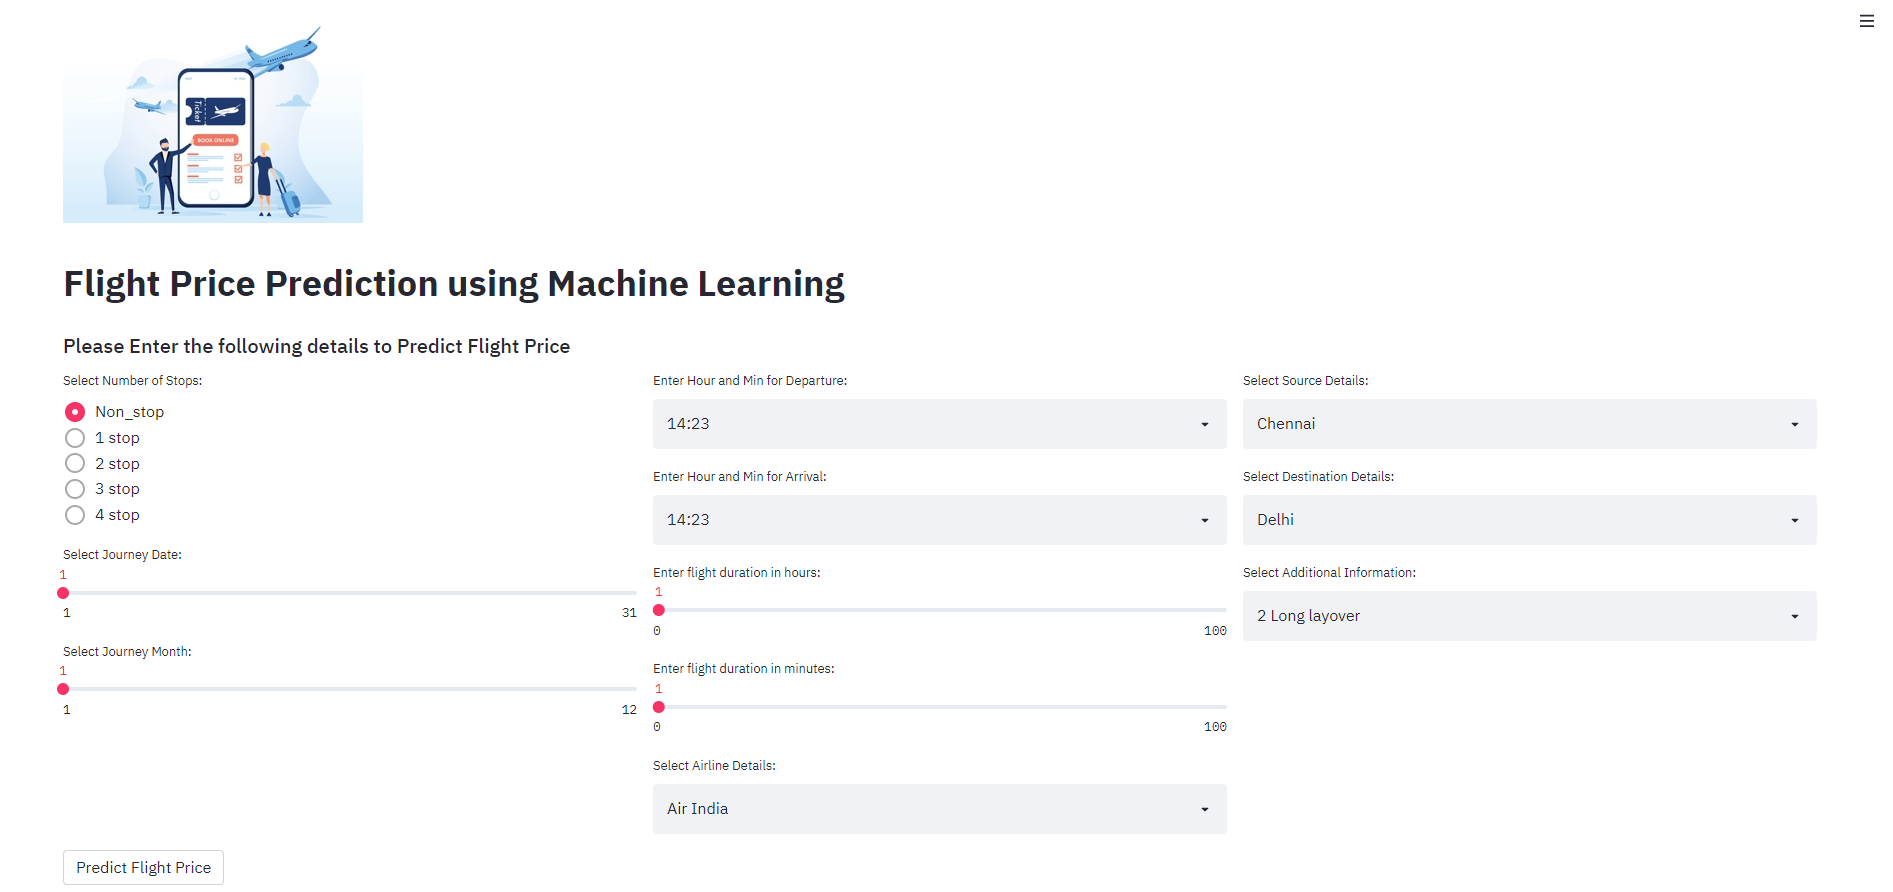 Ticket
BOOK ONLINE
Flight Price Prediction using Machine Learning
Please Enter the following details to Predict Flight Price
Select Number of Stops:
Non_stop
1 stop
2 stop
3 stop
4 stop
Select Journey Date:
1
1 31
Select Journey Month:
1
1 12
Enter Hour and Min for Departure:
14:23
Enter Hour and Min for Arrival:
14:23
Enter flight duration in hours:
1
0 100
Enter flight duration in minutes:
1
0 100
Select Airline Details:
Air India
Select Source Details:
Chennai
Select Destination Details:
Delhi
Select Additional Information:
2 Long layover
Predict Flight Price